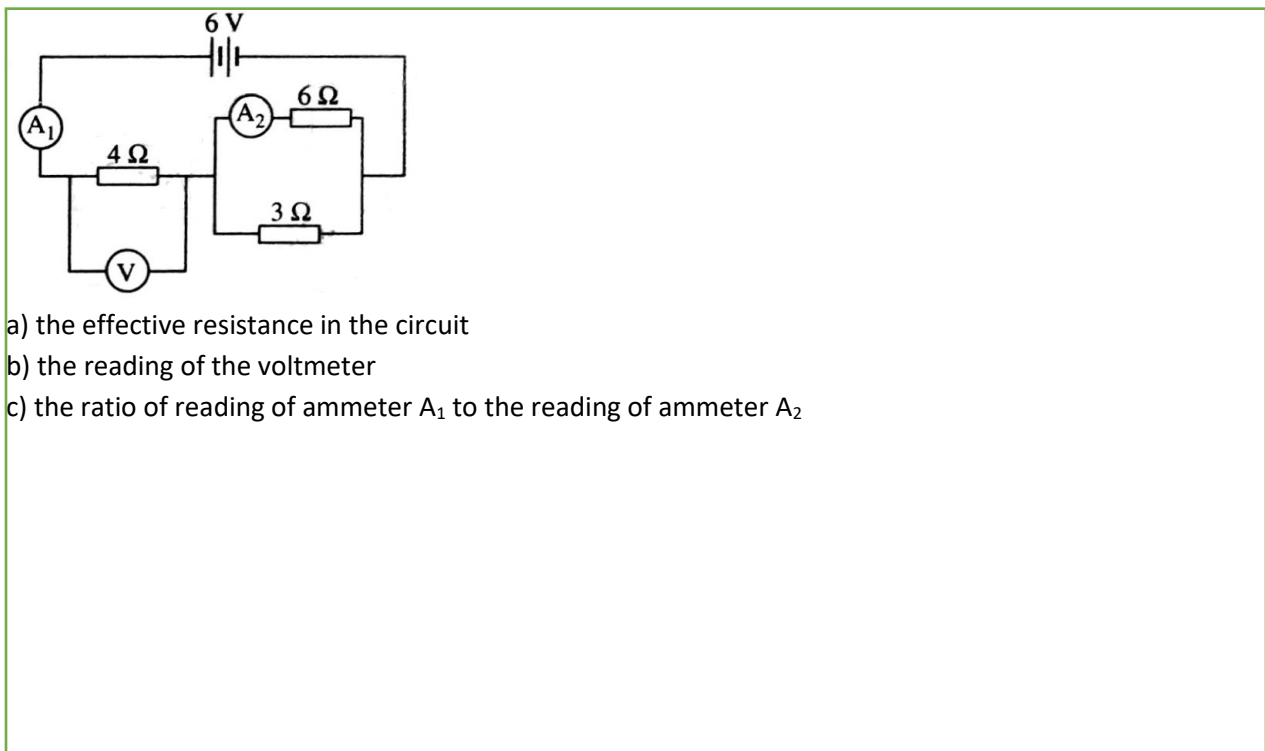 6 V
A₂
6 Ω
A₁
4 Ω
3 Ω
V
a) the effective resistance in the circuit
b) the reading of the voltmeter
c) the ratio of reading of ammeter A₁ to the reading of ammeter A₂